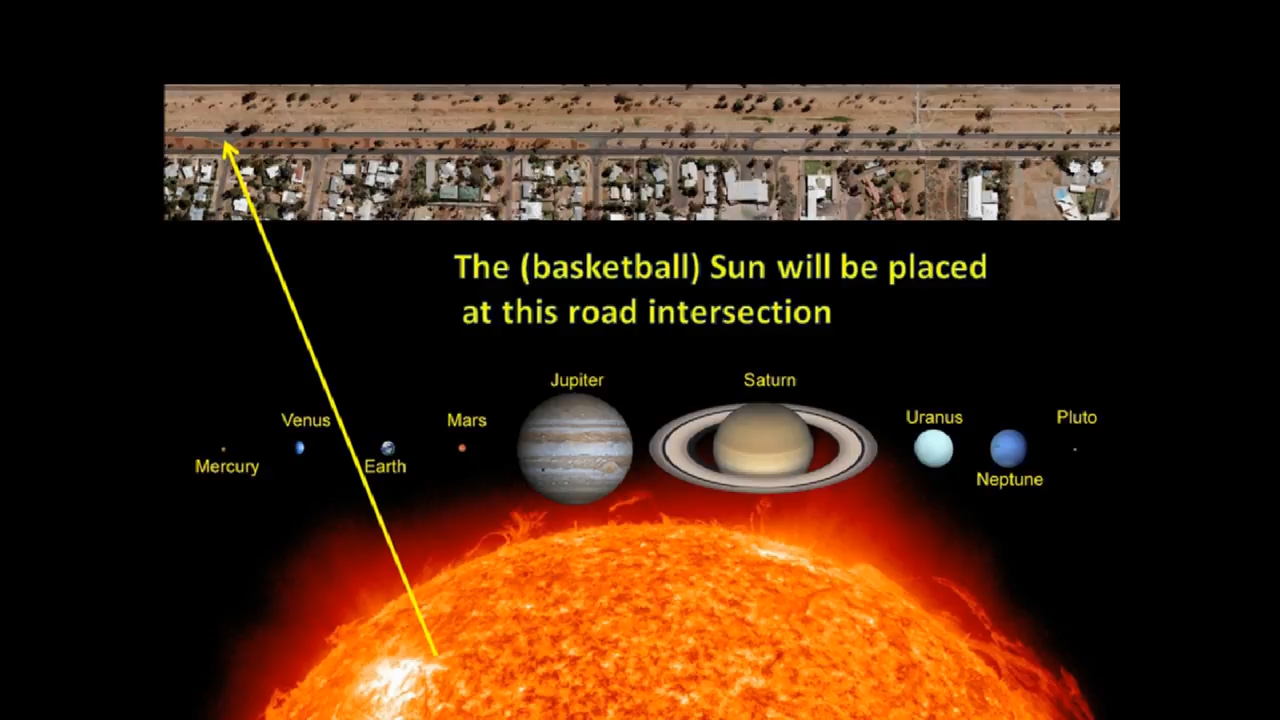 The (basketball) Sun will be placed
at this road intersection
Jupiter
Saturn
Venus
Mars
Uranus
Pluto
Mercury
Earth
Neptune